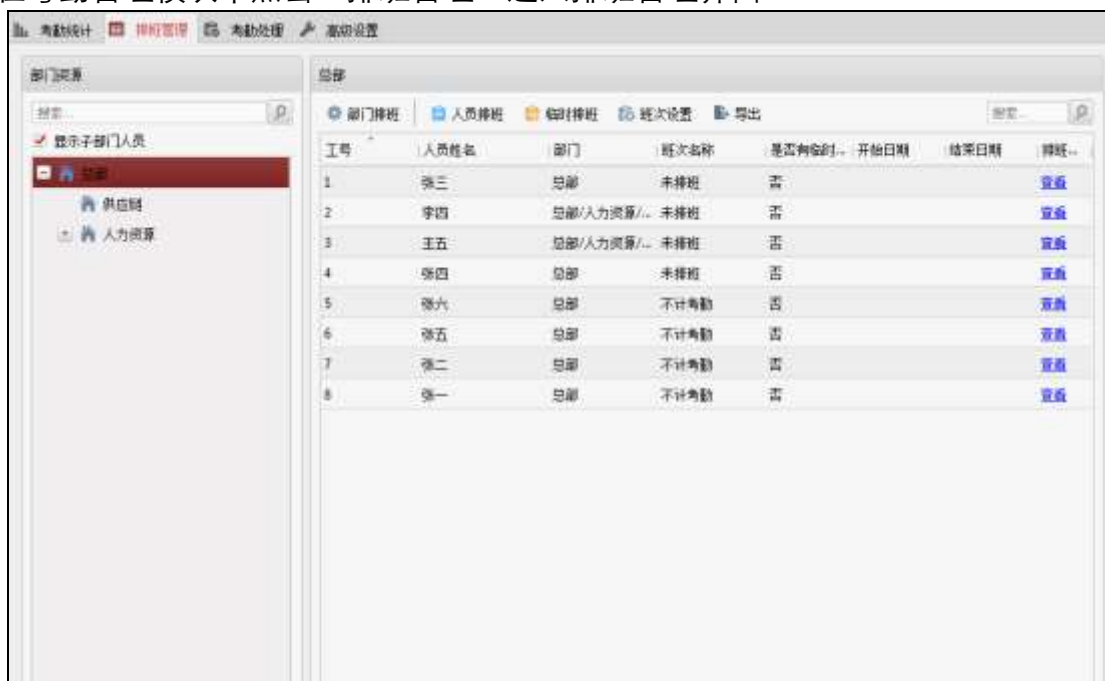 考勤统计 排班管理 考勤处理 高级设置
部门资源
搜索...
显示子部门人员
总部
供应链
人力资源
总部
部门排班 人员排班 临时排班 班次设置 导出 搜索...
工号 人员姓名 部门 班次名称 是否有临时... 开始日期 结束日期 排班...
1 张三 总部 未排班 否 查看
2 李四 总部/人力资源/... 未排班 否 查看
3 王五 总部/人力资源/... 未排班 否 查看
4 张四 总部 未排班 否 查看
5 张六 总部 不计考勤 否 查看
6 张五 总部 不计考勤 否 查看
7 张二 总部 不计考勤 否 查看
8 张一 总部 不计考勤 否 查看